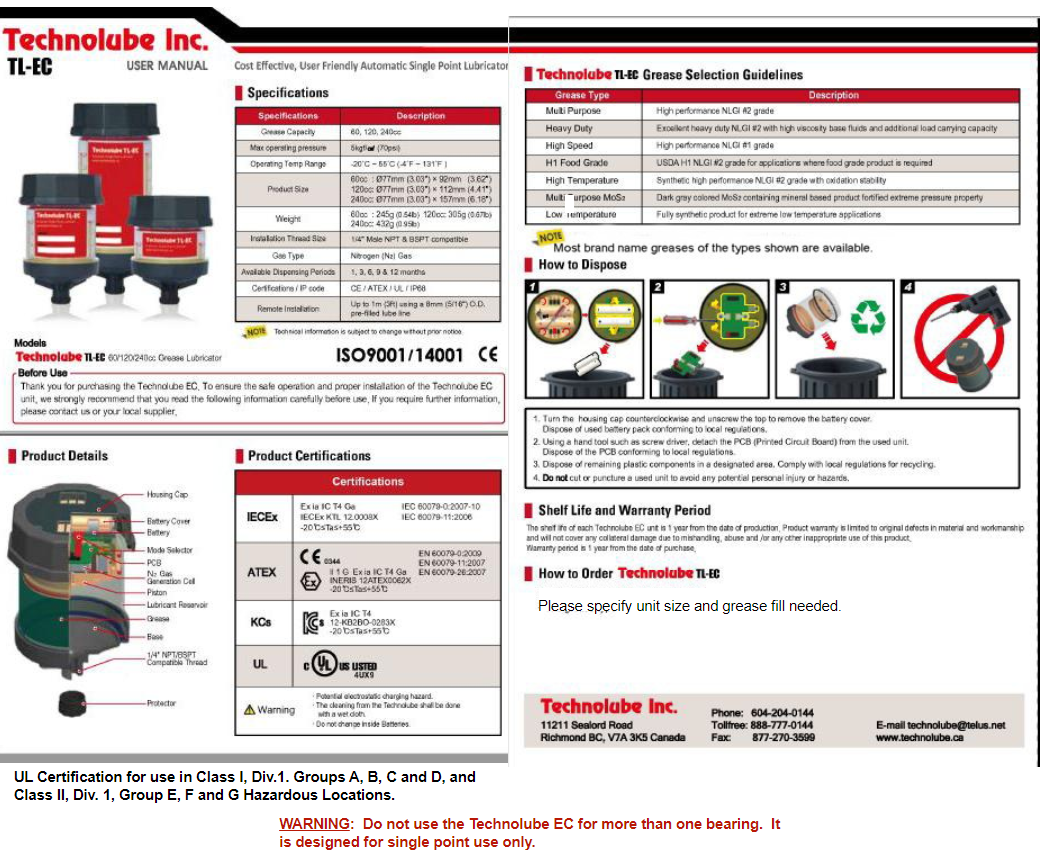 Technolube Inc.
TL-EC
USER MANUAL
Cost Effective, User Friendly Automatic Single Point Lubricator
Specifications
Specifications Description
Grease Capacity 60, 120, 240cc
Max operating pressure 5kgf/㎠ (70psi)
Operating Temp Range -20°C ~ 55°C (-4°F ~ 131°F )
Product Size 60cc : Ø77mm (3.03") × 92mm (3.62")
120cc: Ø77mm (3.03") × 112mm (4.41")
240cc: Ø77mm (3.03") × 157mm (6.18")
Weight 60cc : 245g (0.54lb) 120cc: 305g (0.67lb)
240cc: 432g (0.95lb)
Installation Thread Size 1/4" Male NPT & BSPT compatible
Gas Type Nitrogen (N₂) Gas
Available Dispensing Periods 1, 3, 6, 9 & 12 months
Certifications / IP code CE / ATEX / UL / IP68
Remote Installation Up to 1m (3ft) using a 8mm (5/16") O.D.
pre-filled lube line
NOTE Technical information is subject to change without prior notice.
ISO9001/14001 CE
Technolube TL-EC
Technolube TL-EC
Technolube TL-EC
Models
Technolube TL-EC 60/120/240cc Grease Lubricator
Before Use
Thank you for purchasing the Technolube EC. To ensure the safe operation and proper installation of the Technolube EC
unit, we strongly recommend that you read the following information carefully before use. If you require further information,
please contact us or your local supplier.
Product Details
Housing Cap
Battery Cover
Battery
Mode Selector
PCB
N₂ Gas
Generation Cell
Piston
Lubricant Reservoir
Grease
Base
1/4" NPT/BSPT
Compatible Thread
Protector
Product Certifications
Certifications
IECEx
Ex ia IIC T4 Ga IEC 60079-0:2007-10
IECEx KTL 12.0008X IEC 60079-11:2006
-20°C≤Ta≤+55°C
ATEX
CE 0344
Ex II 1 G Ex ia IIC T4 Ga
INERIS 12ATEX0062X
-20°C≤Ta≤+55°C
EN 60079-0:2009
EN 60079-11:2007
EN 60079-26:2007
KCs
Ex ia IIC T4
12-KB2BO-0283X
-20°C≤Ta≤+55°C
UL
C UL US LISTED
4UX9
Warning
· Potential electrostatic charging hazard.
· The cleaning from the Technolube shall be done
with a wet cloth.
· Do not change inside Batteries.
UL Certification for use in Class I, Div.1. Groups A, B, C and D, and
Class II, Div. 1, Group E, F and G Hazardous Locations.
Technolube TL-EC Grease Selection Guidelines
Grease Type Description
Multi Purpose High performance NLGI #2 grade
Heavy Duty Excellent heavy duty NLGI #2 with high viscosity base fluids and additional load carrying capacity
High Speed High performance NLGI #1 grade
H1 Food Grade USDA H1 NLGI #2 grade for applications where food grade product is required
High Temperature Synthetic high performance NLGI #2 grade with oxidation stability
Multi Purpose MoS₂ Dark gray colored MoS₂ containing mineral based product fortified extreme pressure property
Low Temperature Fully synthetic product for extreme low temperature applications
NOTE Most brand name greases of the types shown are available.
How to Dispose
1 2 3 4
1. Turn the housing cap counterclockwise and unscrew the top to remove the battery cover.
Dispose of used battery pack conforming to local regulations.
2. Using a hand tool such as screw driver, detach the PCB (Printed Circuit Board) from the used unit.
Dispose of the PCB conforming to local regulations.
3. Dispose of remaining plastic components in a designated area. Comply with local regulations for recycling.
4. Do not cut or puncture a used unit to avoid any potential personal injury or hazards.
Shelf Life and Warranty Period
The shelf life of each Technolube EC unit is 1 year from the date of production. Product warranty is limited to original defects in material and workmanship
and will not cover any collateral damage due to mishandling, abuse and /or any other inappropriate use of this product.
Warranty period is 1 year from the date of purchase.
How to Order Technolube TL-EC
Please specify unit size and grease fill needed.
Technolube Inc.
11211 Sealord Road
Richmond BC, V7A 3K5 Canada
Phone: 604-204-0144
Tollfree: 888-777-0144
Fax: 877-270-3599
E-mail technolube@telus.net
www.technolube.ca
WARNING: Do not use the Technolube EC for more than one bearing. It
is designed for single point use only.